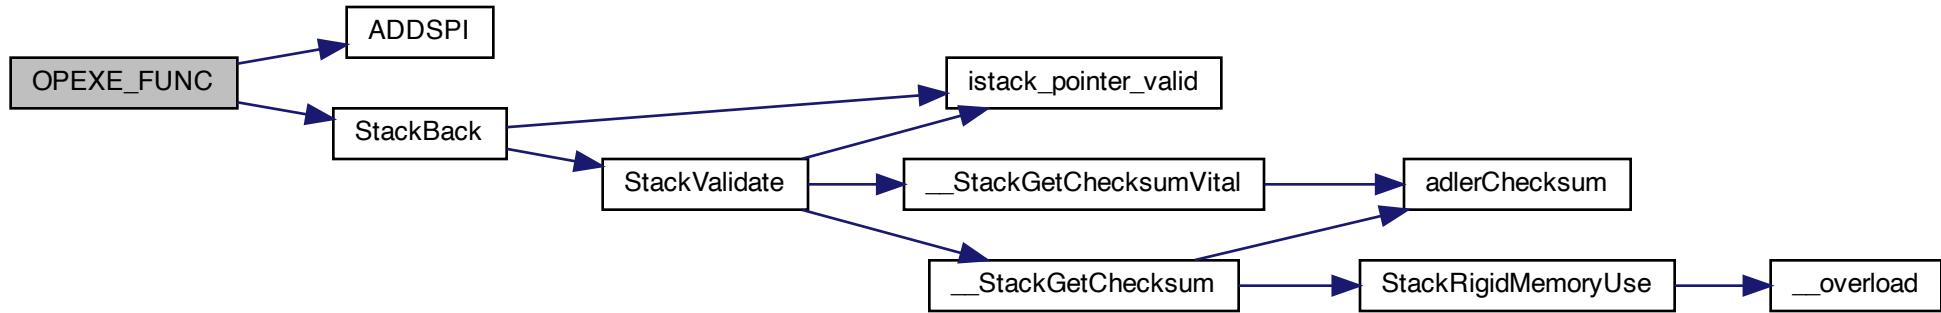 OPEXE_FUNC
ADDSPI
StackBack
istack_pointer_valid
StackValidate
__StackGetChecksumVital
adlerChecksum
__StackGetChecksum
StackRigidMemoryUse
__overload